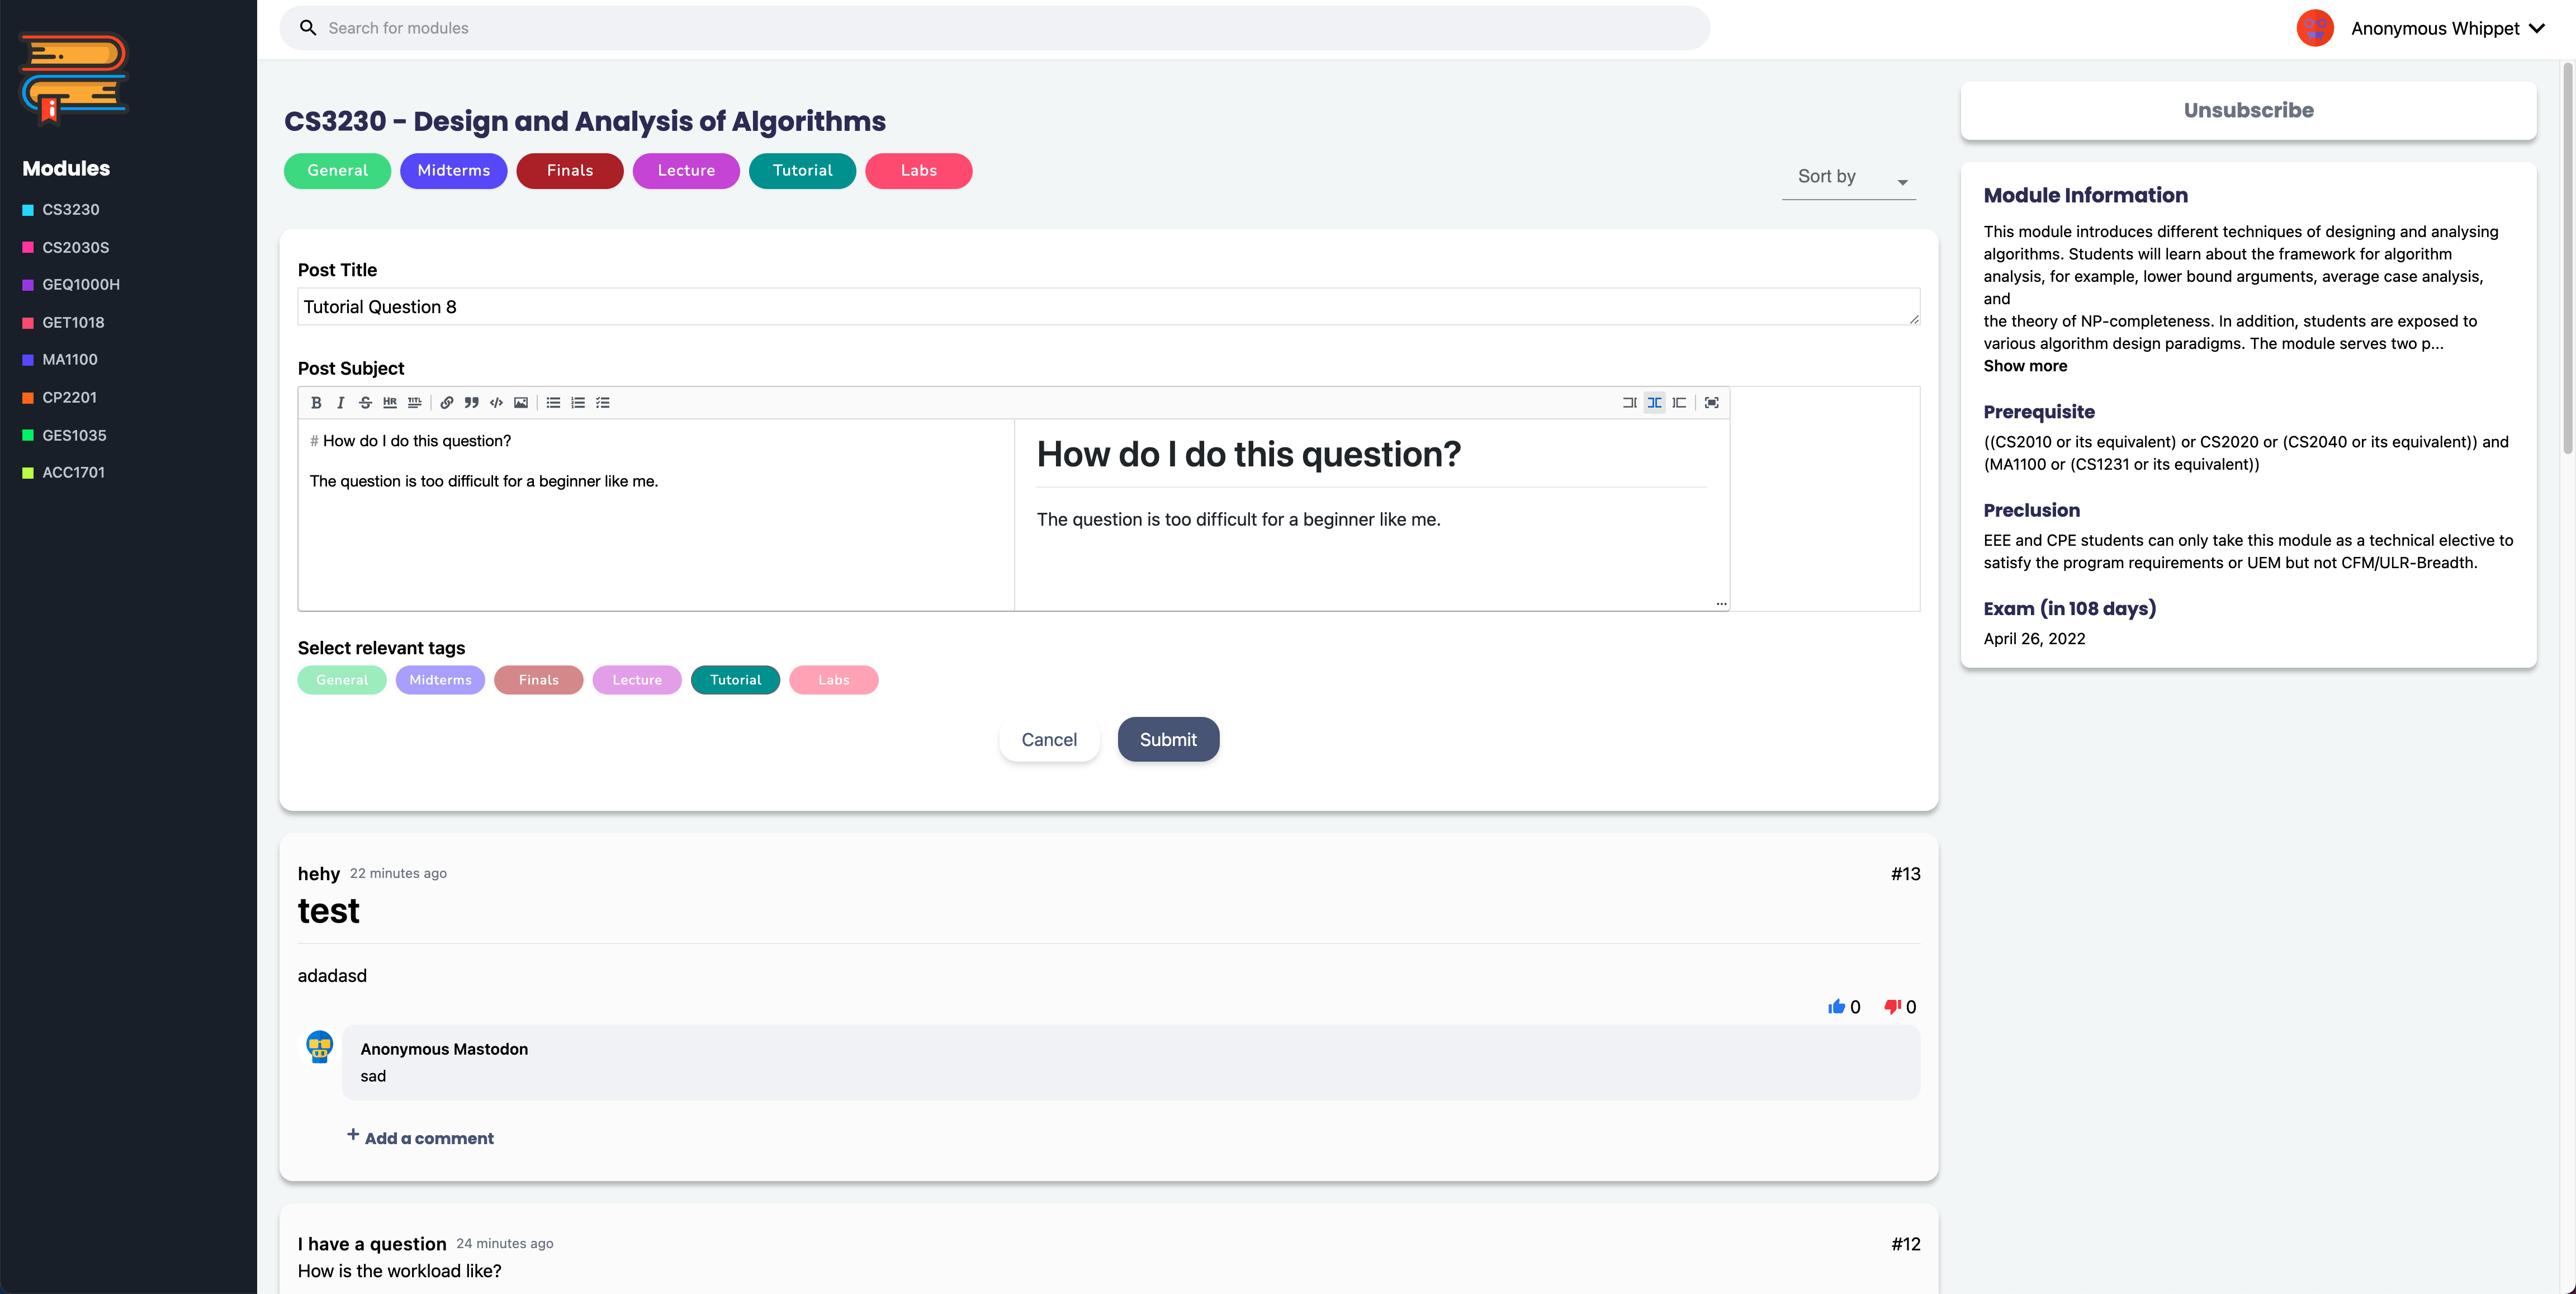 Search for modules
Anonymous Whippet
Modules
CS3230
CS2030S
GEQ1000H
GET1018
MA1100
CP2201
GES1035
ACC1701
CS3230 - Design and Analysis of Algorithms
General Midterms Finals Lecture Tutorial Labs
Sort by
Post Title
Tutorial Question 8
Post Subject
# How do I do this question?
The question is too difficult for a beginner like me.
How do I do this question?
The question is too difficult for a beginner like me.
Select relevant tags
General Midterms Finals Lecture Tutorial Labs
Cancel Submit
hehy 22 minutes ago #13
test
adadasd
0 0
Anonymous Mastodon
sad
+ Add a comment
I have a question 24 minutes ago #12
How is the workload like?
Unsubscribe
Module Information
This module introduces different techniques of designing and analysing
algorithms. Students will learn about the framework for algorithm
analysis, for example, lower bound arguments, average case analysis,
and
the theory of NP-completeness. In addition, students are exposed to
various algorithm design paradigms. The module serves two p...
Show more
Prerequisite
((CS2010 or its equivalent) or CS2020 or (CS2040 or its equivalent)) and
(MA1100 or (CS1231 or its equivalent))
Preclusion
EEE and CPE students can only take this module as a technical elective to
satisfy the program requirements or UEM but not CFM/ULR-Breadth.
Exam (in 108 days)
April 26, 2022